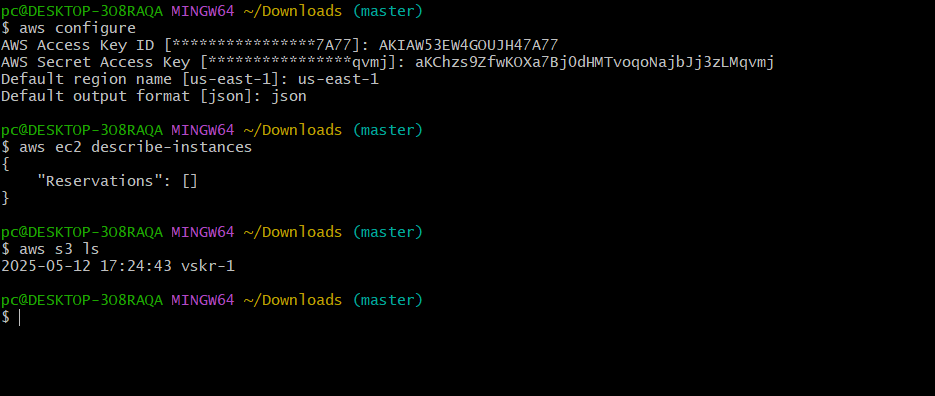 pc@DESKTOP-3O8RAQA MINGW64 ~/Downloads (master)
$ aws configure
AWS Access Key ID [****************7A77]: AKIAW53EW4GOUJH47A77
AWS Secret Access Key [****************qvmj]:
Default region name [us-east-1]: us-east-1
Default output format [json]: json
pc@DESKTOP-3O8RAQA MINGW64 ~/Downloads (master)
$ aws ec2 describe-instances
{
    "Reservations": []
}
pc@DESKTOP-3O8RAQA MINGW64 ~/Downloads (master)
$ aws s3 ls
2025-05-12 17:24:43 vskr-1
pc@DESKTOP-3O8RAQA MINGW64 ~/Downloads (master)
$